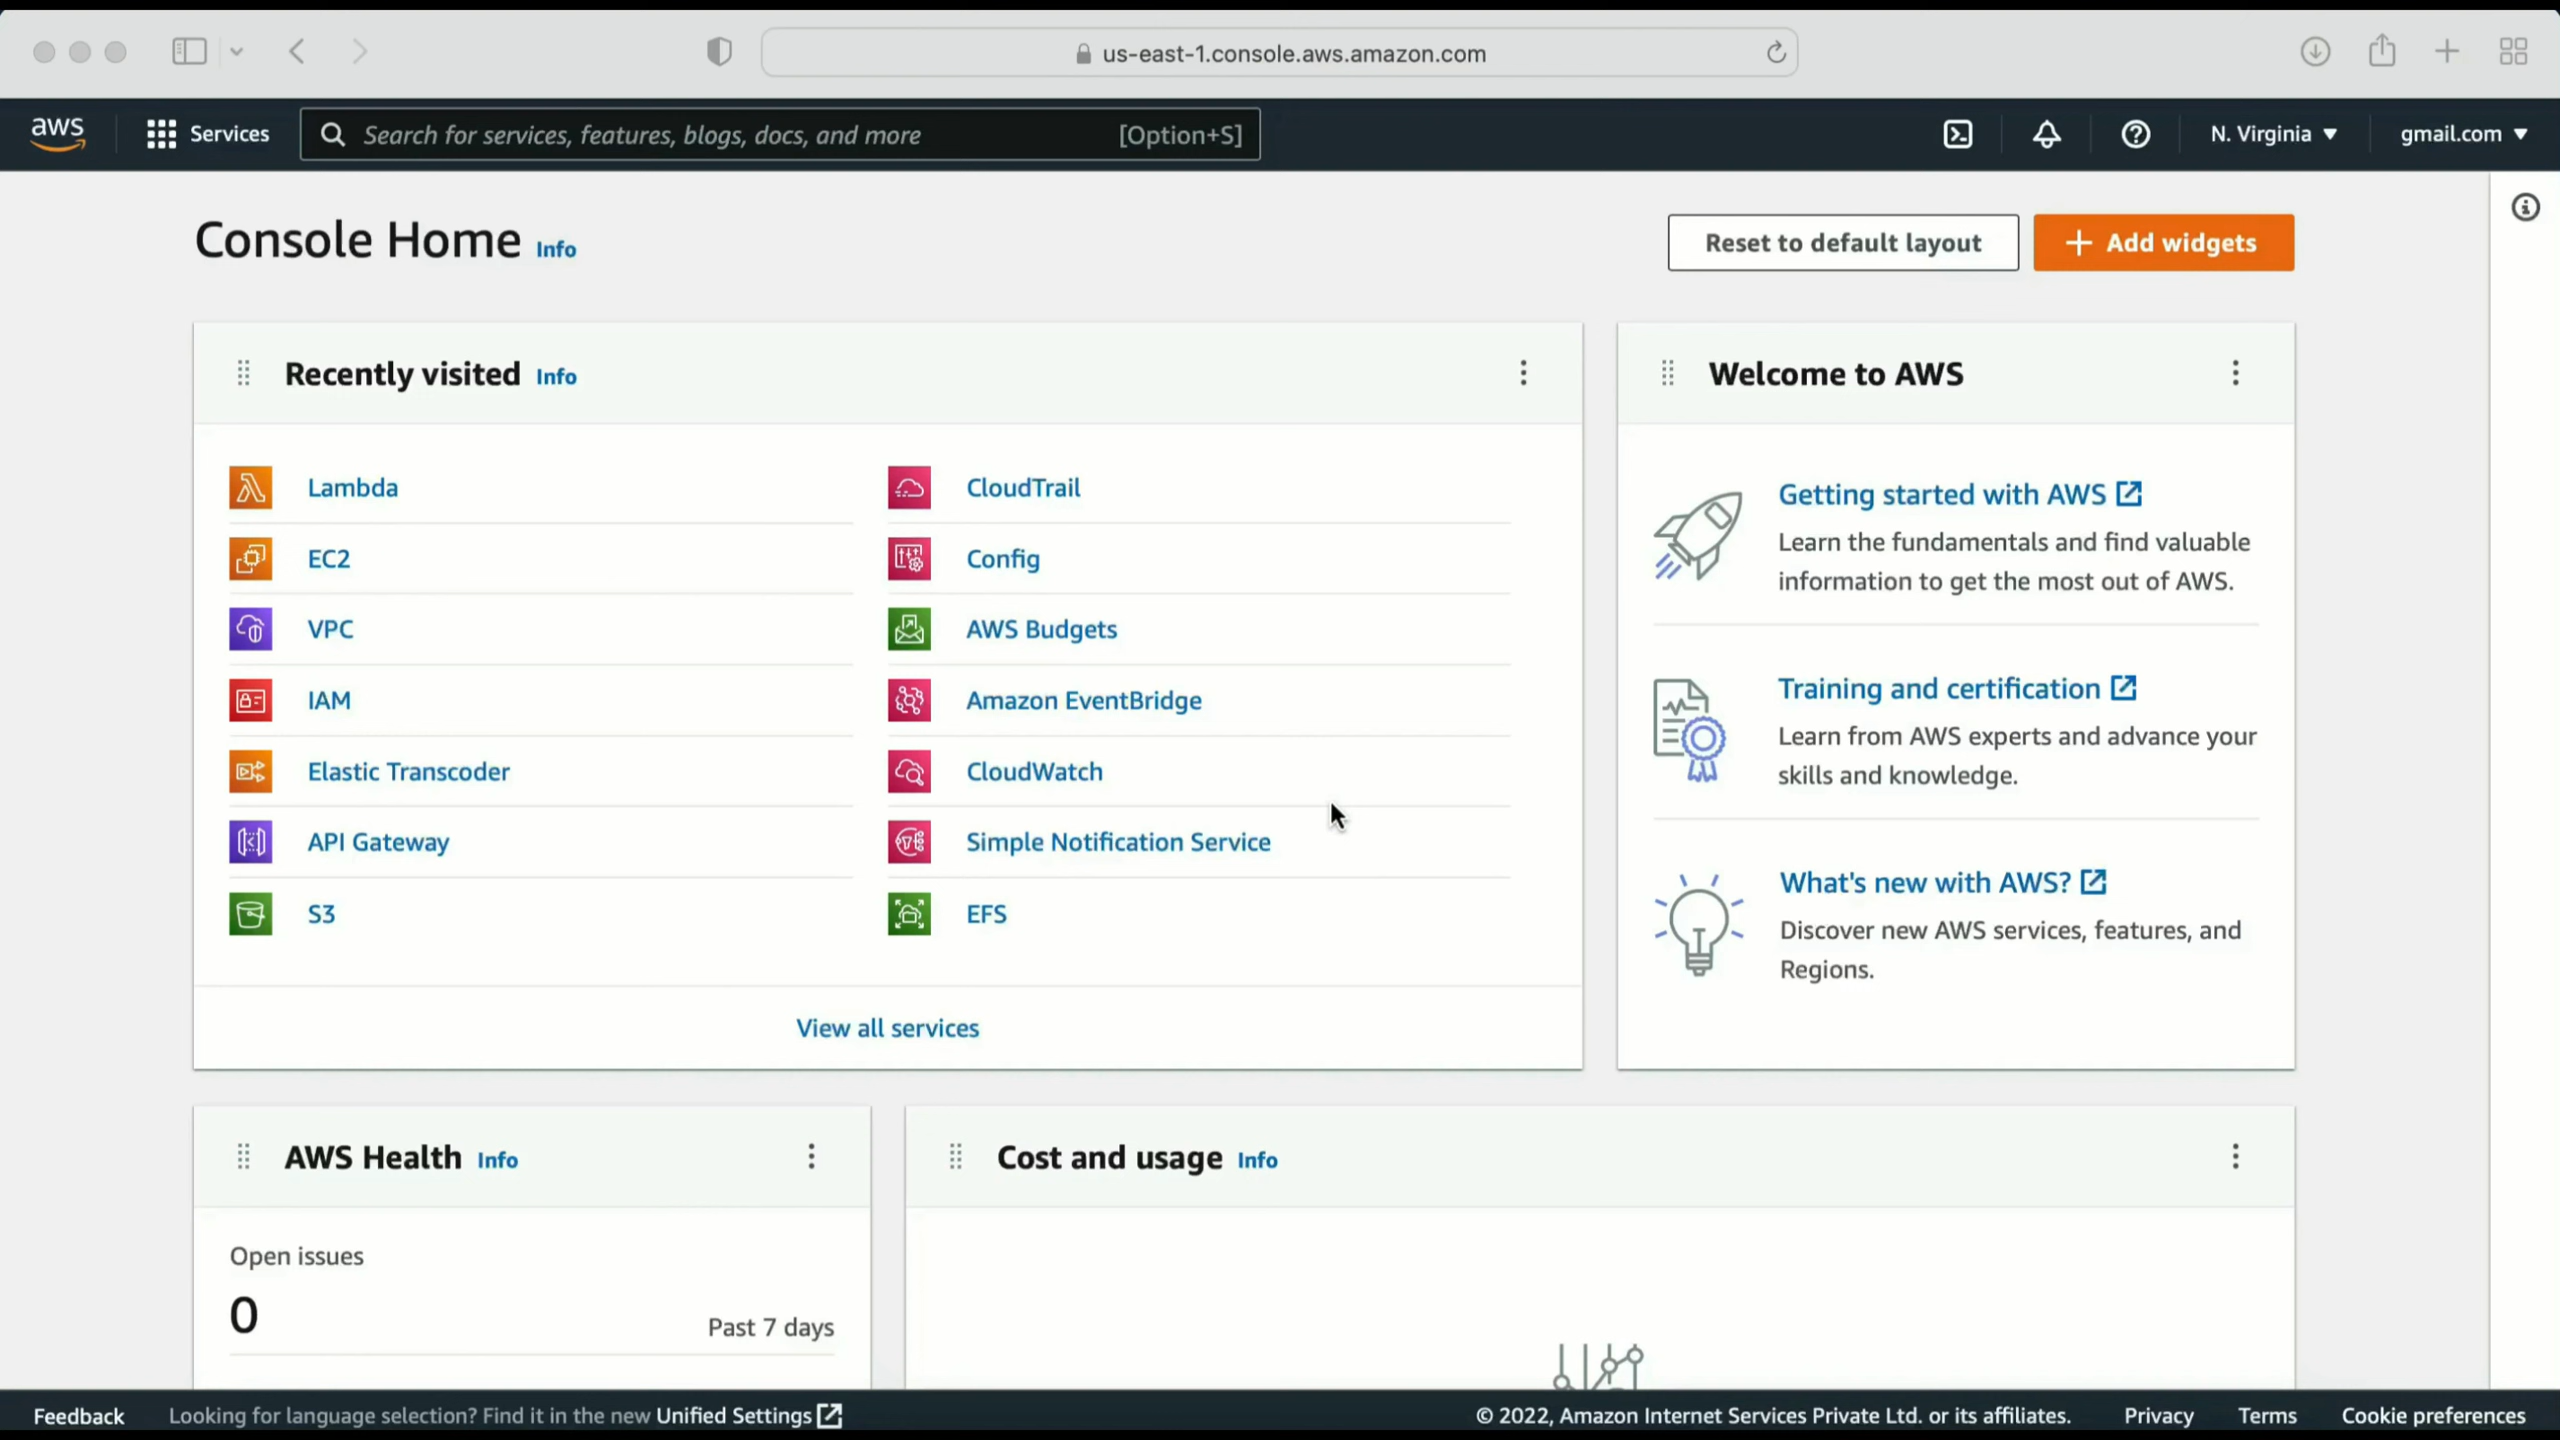 us-east-1.console.aws.amazon.com
aws
Services
Search for services, features, blogs, docs, and more
[Option+S]
N. Virginia
gmail.com
Console Home Info
Reset to default layout
Add widgets
Recently visited Info
Lambda
EC2
VPC
IAM
Elastic Transcoder
API Gateway
S3
CloudTrail
Config
AWS Budgets
Amazon EventBridge
CloudWatch
Simple Notification Service
EFS
View all services
Welcome to AWS
Getting started with AWS
Learn the fundamentals and find valuable
information to get the most out of AWS.
Training and certification
Learn from AWS experts and advance your
skills and knowledge.
What's new with AWS?
Discover new AWS services, features, and
Regions.
AWS Health Info
Open issues
0
Past 7 days
Cost and usage Info
Feedback
Looking for language selection? Find it in the new Unified Settings
© 2022, Amazon Internet Services Private Ltd. or its affiliates.
Privacy
Terms
Cookie preferences